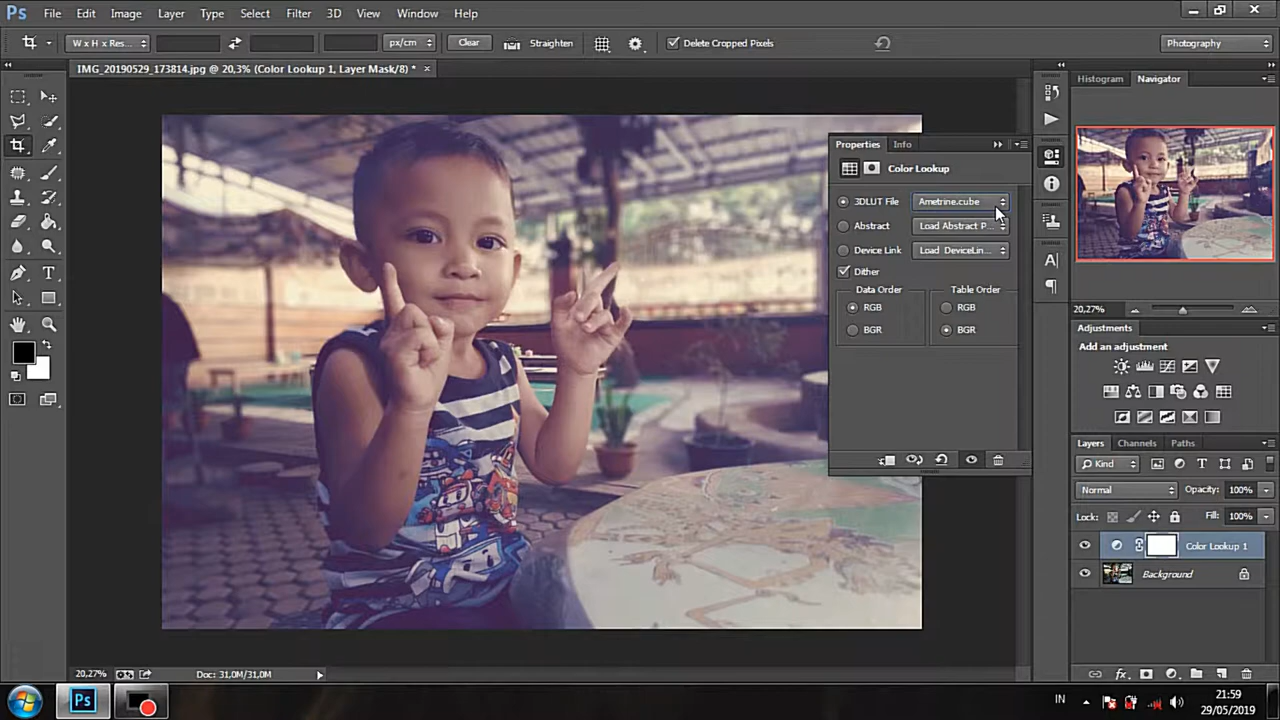 Ps File Edit Image Layer Type Select Filter 3D View Window Help
W x H x Res... px/cm Clear Straighten Delete Cropped Pixels Photography
IMG_20190529_173814.jpg @ 20,3% (Color Lookup 1, Layer Mask/8) *
Histogram Navigator
Properties Info
Color Lookup
3DLUT File Ametrine.cube
Abstract Load Abstract P...
Device Link Load DeviceLin...
Dither
Data Order Table Order
RGB RGB
BGR BGR
20,27%
Adjustments
Add an adjustment
Layers Channels Paths
Kind
Normal Opacity: 100%
Lock: Fill: 100%
Color Lookup 1
Background
20,27% Doc: 31,0M/31,0M
Ps IN 21:59
29/05/2019